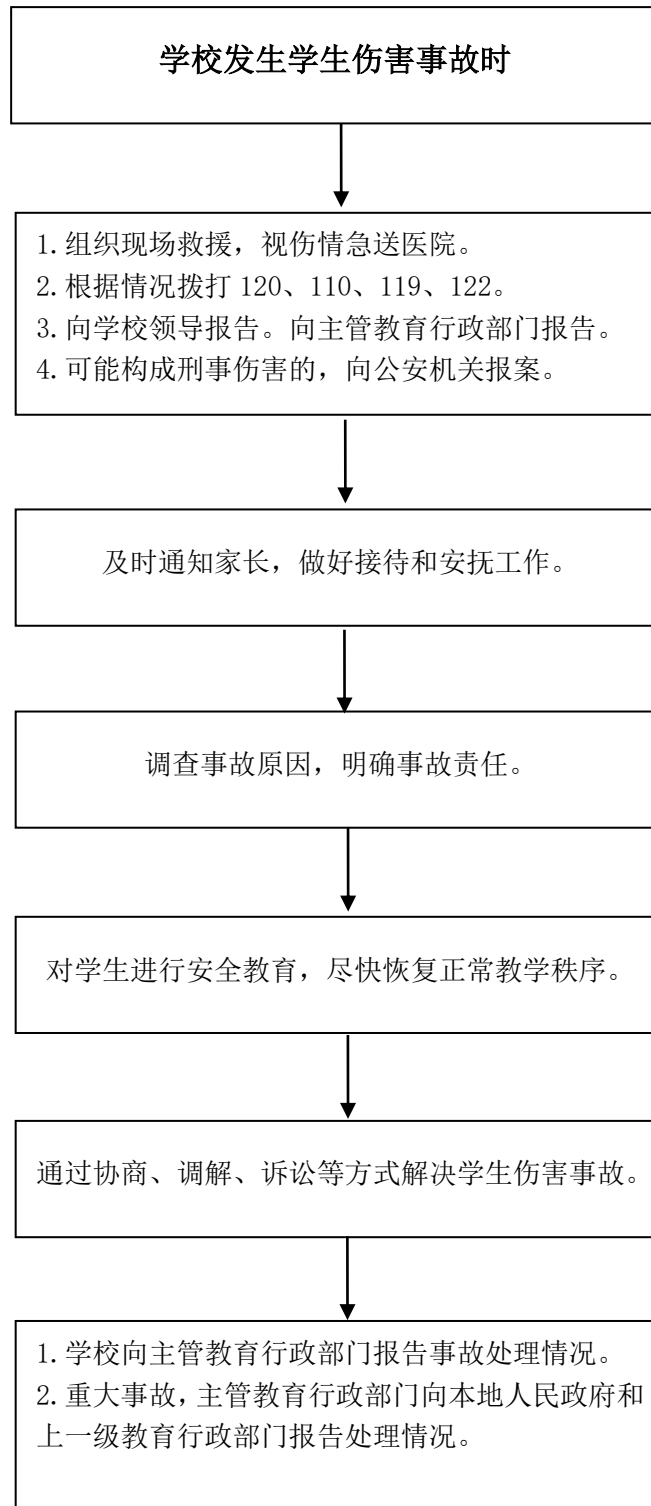 学校发生学生伤害事故时
1.组织现场救援，视伤情急送医院。
2.根据情况拨打 120、110、119、122。
3.向学校领导报告。向主管教育行政部门报告。
4.可能构成刑事伤害的，向公安机关报案。
及时通知家长，做好接待和安抚工作。
调查事故原因，明确事故责任。
对学生进行安全教育，尽快恢复正常教学秩序。
通过协商、调解、诉讼等方式解决学生伤害事故。
1.学校向主管教育行政部门报告事故处理情况。
2.重大事故,主管教育行政部门向本地人民政府和
上一级教育行政部门报告处理情况。